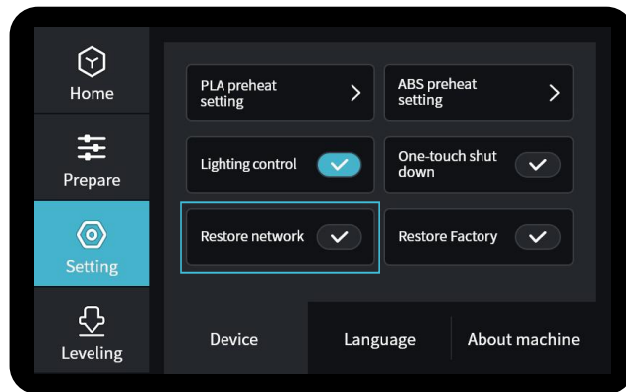 Home
Prepare
Setting
Leveling
PLA preheat
setting
ABS preheat
setting
Lighting control
One-touch shut
down
Restore network
Restore Factory
Device
Language
About machine